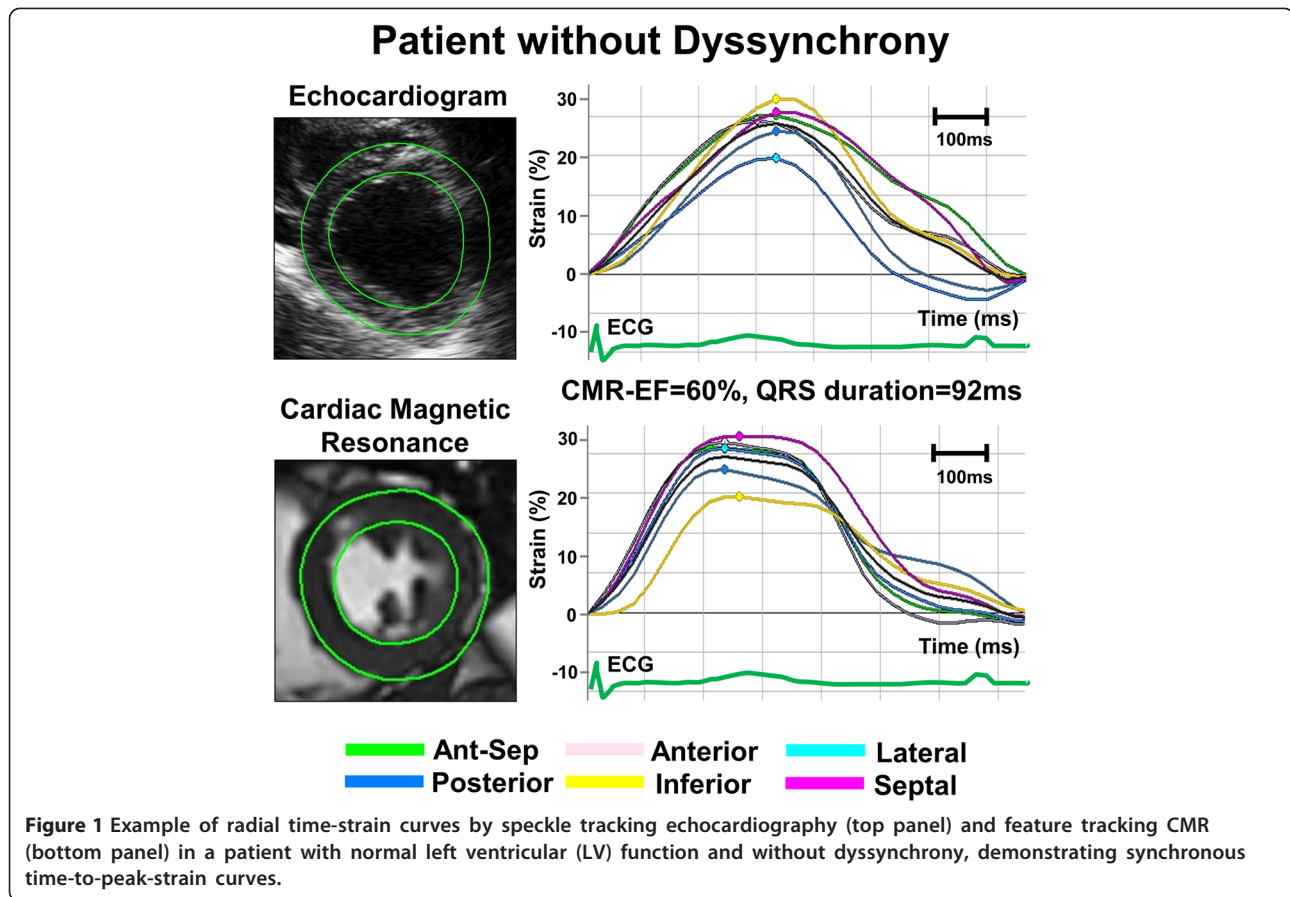 Patient without Dyssynchrony
Echocardiogram
30
20
10
0
-10
Strain (%)
100ms
Time (ms)
ECG
CMR-EF=60%, QRS duration=92ms
Cardiac Magnetic
Resonance
30
20
10
0
-10
Strain (%)
100ms
Time (ms)
ECG
Ant-Sep Anterior Lateral
Posterior Inferior Septal
Figure 1 Example of radial time-strain curves by speckle tracking echocardiography (top panel) and feature tracking CMR
(bottom panel) in a patient with normal left ventricular (LV) function and without dyssynchrony, demonstrating synchronous
time-to-peak-strain curves.